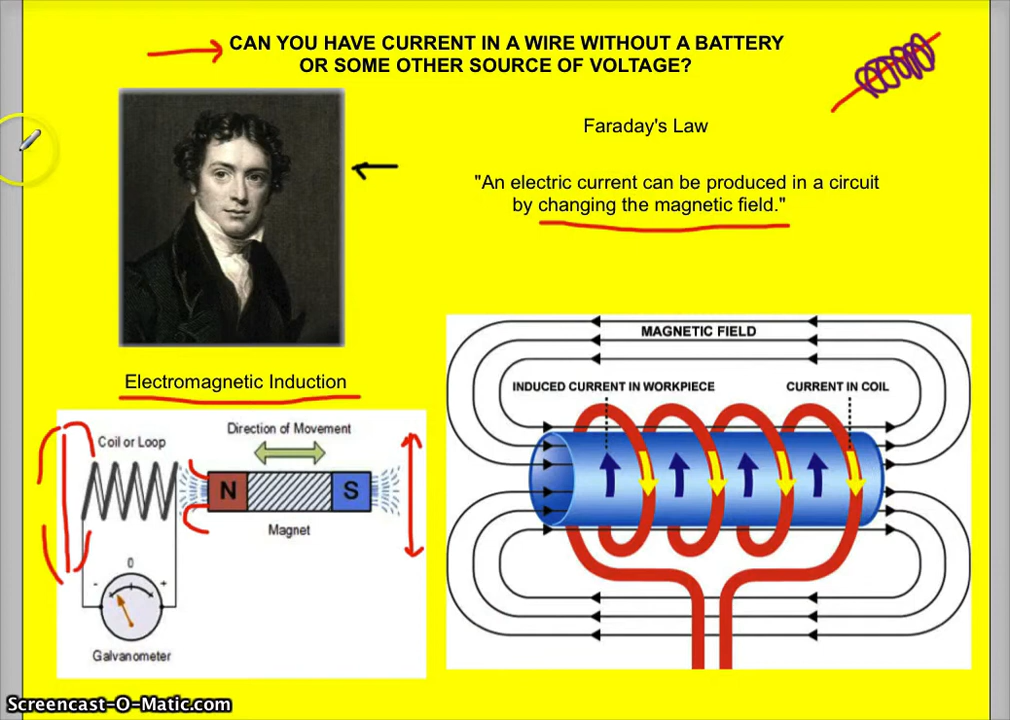 CAN YOU HAVE CURRENT IN A WIRE WITHOUT A BATTERY
OR SOME OTHER SOURCE OF VOLTAGE?
Faraday's Law
"An electric current can be produced in a circuit
by changing the magnetic field."
Electromagnetic Induction
Coil or Loop
Direction of Movement
N
S
Magnet
0
- +
Galvanometer
MAGNETIC FIELD
INDUCED CURRENT IN WORKPIECE
CURRENT IN COIL
Screencast-O-Matic.com